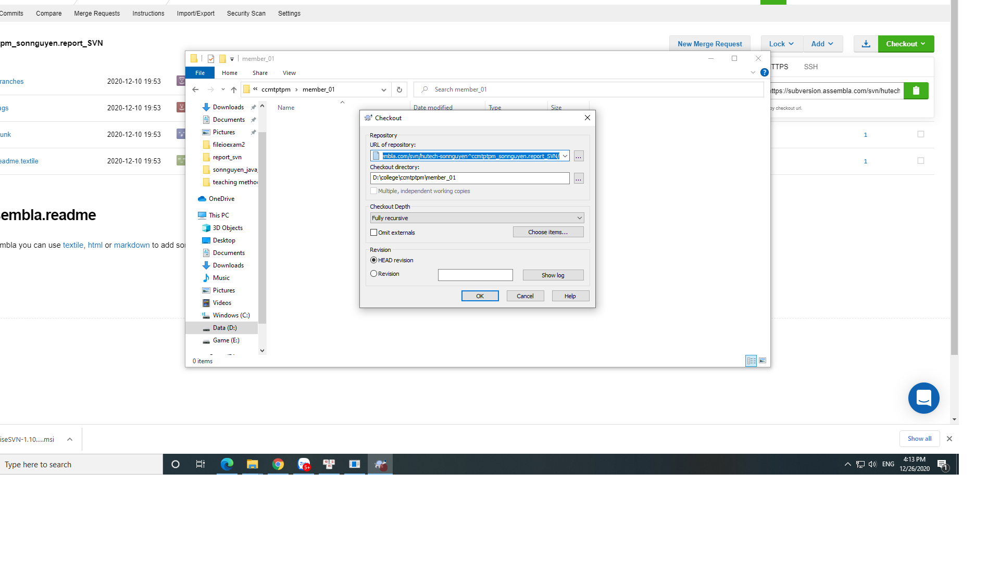 Commits Compare Merge Requests Instructions Import/Export Security Scan Settings
tpm_sonnguyen.report_SVN
New Merge Request Lock Add Checkout
TTPS SSH
ttps://subversion.assembla.com/svn/hutech
py checkout url.
ranches 2020-12-10 19:53
ags 2020-12-10 19:53
unk 2020-12-10 19:53 1
eadme.textile 2020-12-10 19:53 1
sembla.readme
mbla you can use textile, html or markdown to add so
member_01
File Home Share View
« ccmtptpm › member_01
Search member_01
Name Date modified Type Size
Downloads
Documents
Pictures
fileioexam2
report_svn
sonnguyen_java_
teaching metho
OneDrive
This PC
3D Objects
Desktop
Documents
Downloads
Music
Pictures
Videos
Windows (C:)
Data (D:)
Game (E:)
0 items
Checkout
Repository
URL of repository:
embla.com/svn/hutech-sonnguyen^ccmtptpm_sonnguyen.report_SVN/
...
Checkout directory:
D:\college\ccmtptpm\member_01
...
Multiple, independent working copies
Checkout Depth
Fully recursive
Omit externals
Choose items...
Revision
HEAD revision
Revision
Show log
OK Cancel Help
iseSVN-1.10.....msi
Show all
Type here to search
Zalo
5+
ENG
4:13 PM
12/26/2020
1